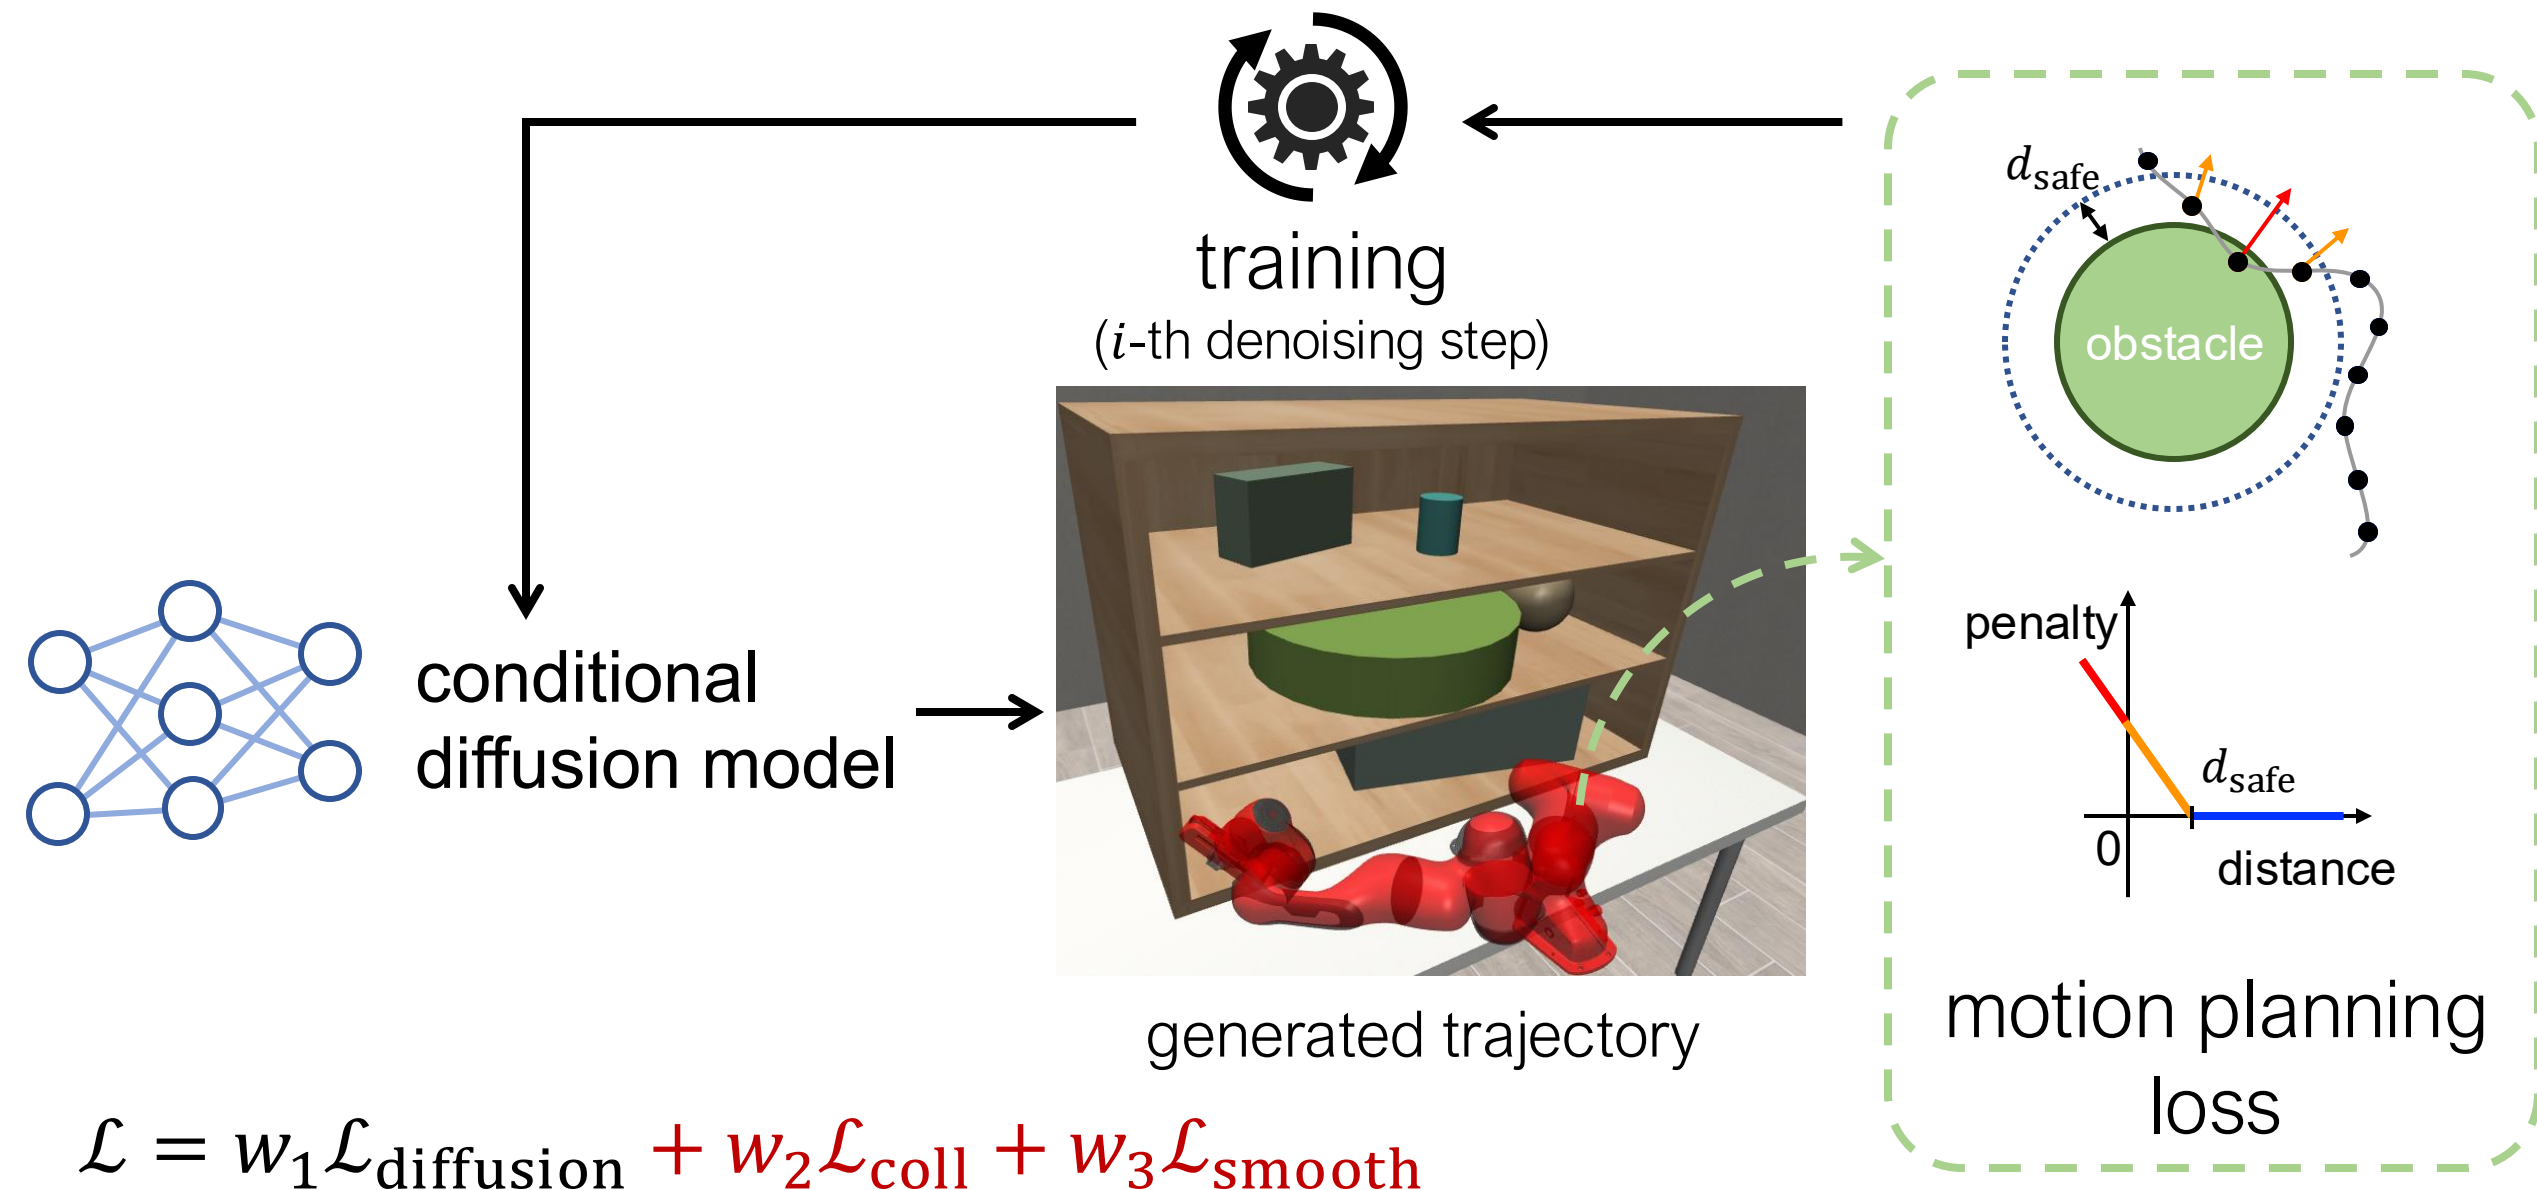 training
(i-th denoising step)
conditional
diffusion model
generated trajectory
d_safe
obstacle
penalty
d_safe
0
distance
motion planning
loss
ℒ = w₁ℒ_diffusion + w₂ℒ_coll + w₃ℒ_smooth